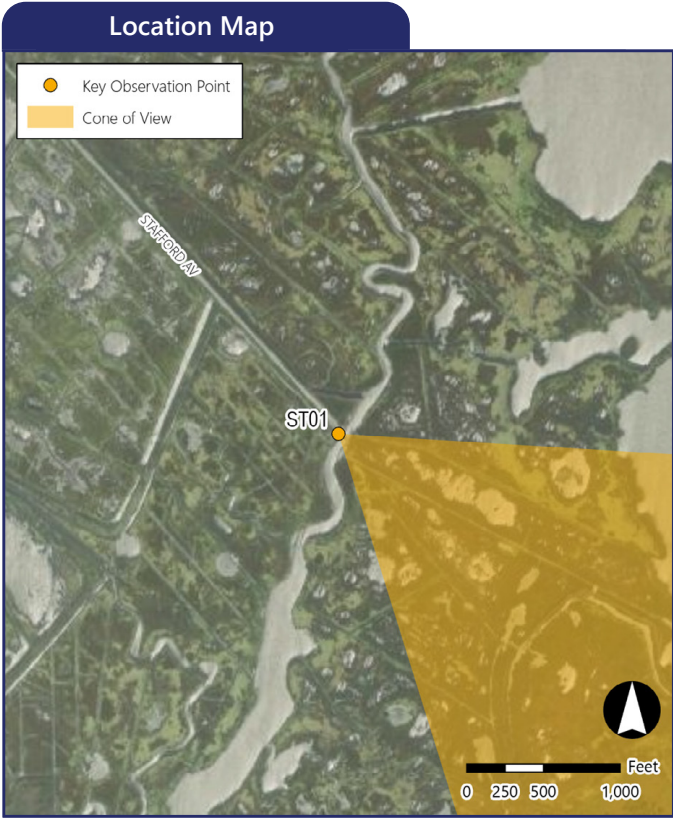 Location Map
Key Observation Point
Cone of View
STAFFORD AV
ST01
Feet
0 250 500 1,000